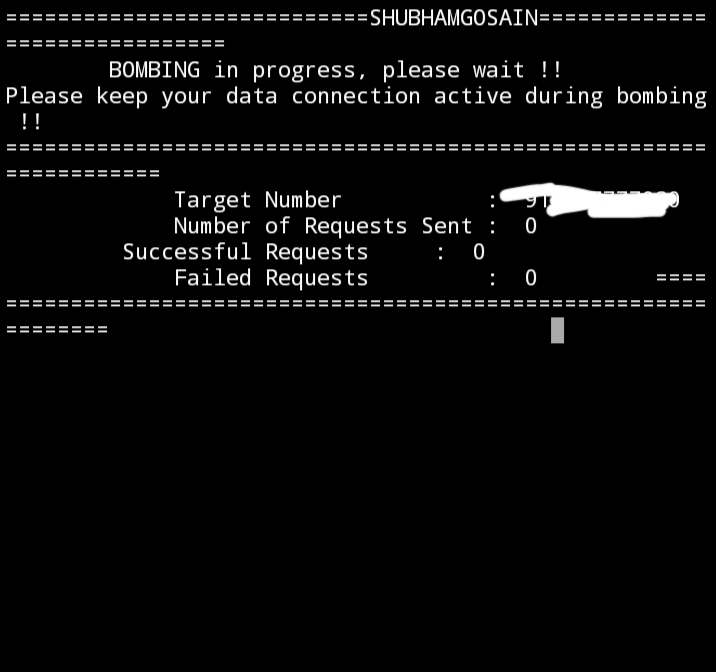 ============================SHUBHAMGOSAIN=============
=================
BOMBING in progress, please wait !!
Please keep your data connection active during bombing
!!
======================================================
============
Target Number :
Number of Requests Sent : 0
Successful Requests : 0
Failed Requests : 0 ====
======================================================
========